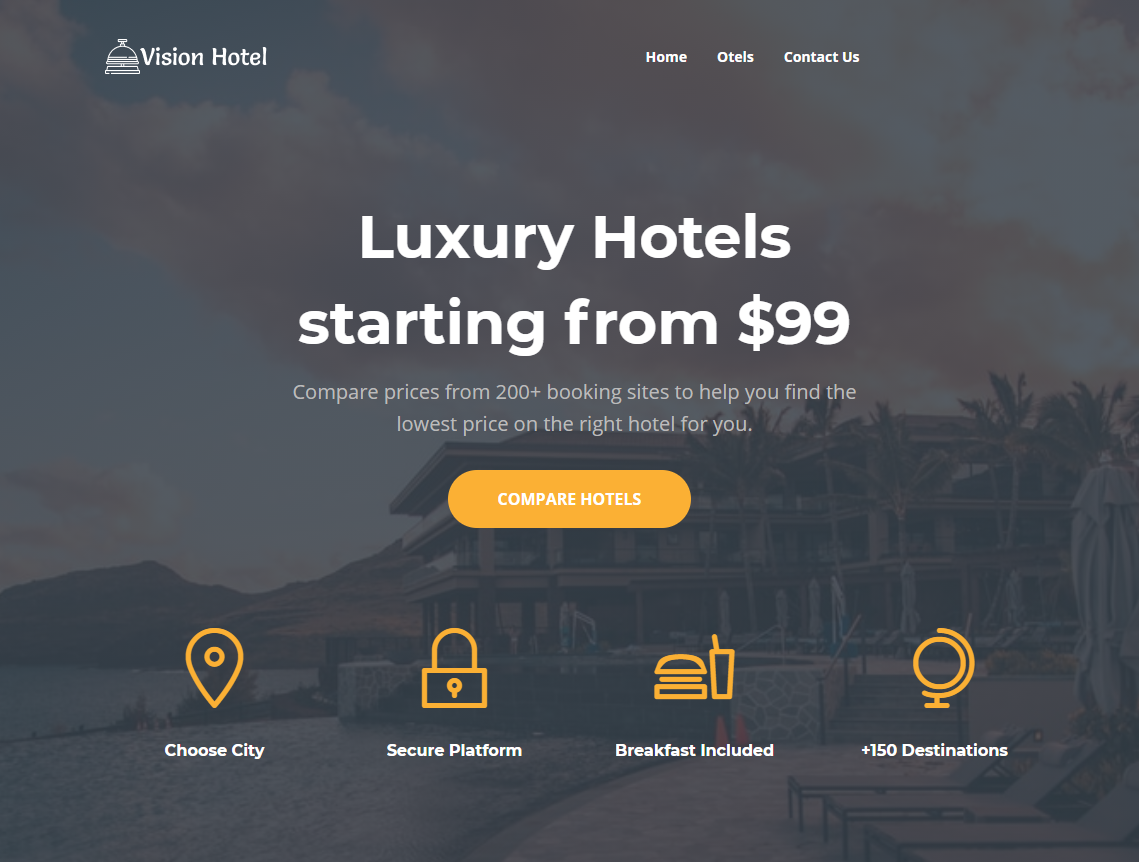 Vision Hotel
Home Otels Contact Us
Luxury Hotels
starting from $99
Compare prices from 200+ booking sites to help you find the
lowest price on the right hotel for you.
COMPARE HOTELS
Choose City
Secure Platform
Breakfast Included
+150 Destinations